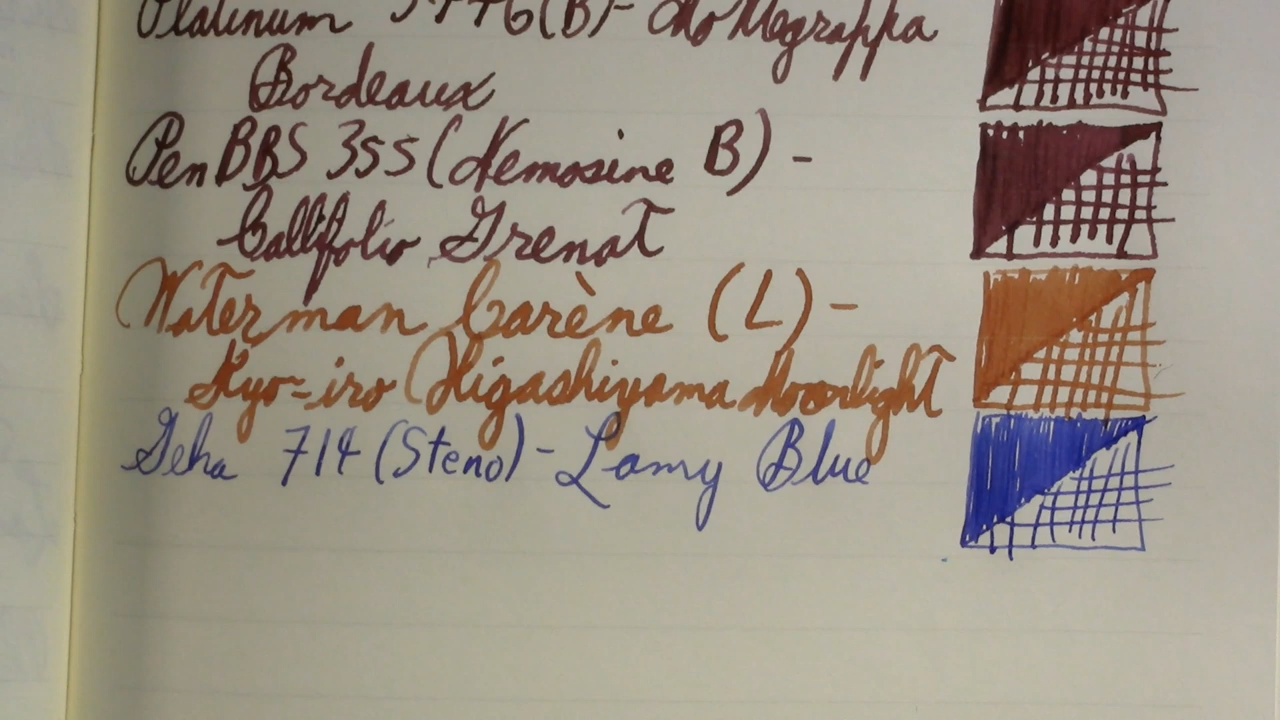 Platinum 3776 (B) - Montegrappa
Bordeaux
PenBBS 355 (Nemosine B) -
Callifolio Grenat
Waterman Carène (L) -
Kyo-iro Higashiyama Moonlight
Geha 714 (Steno) - Lamy Blue